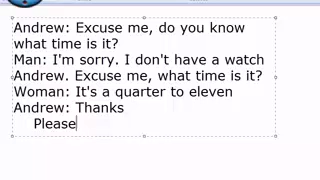 Andrew: Excuse me, do you know
what time is it?
Man: I'm sorry. I don't have a watch
Andrew. Excuse me, what time is it?
Woman: It's a quarter to eleven
Andrew: Thanks
Please